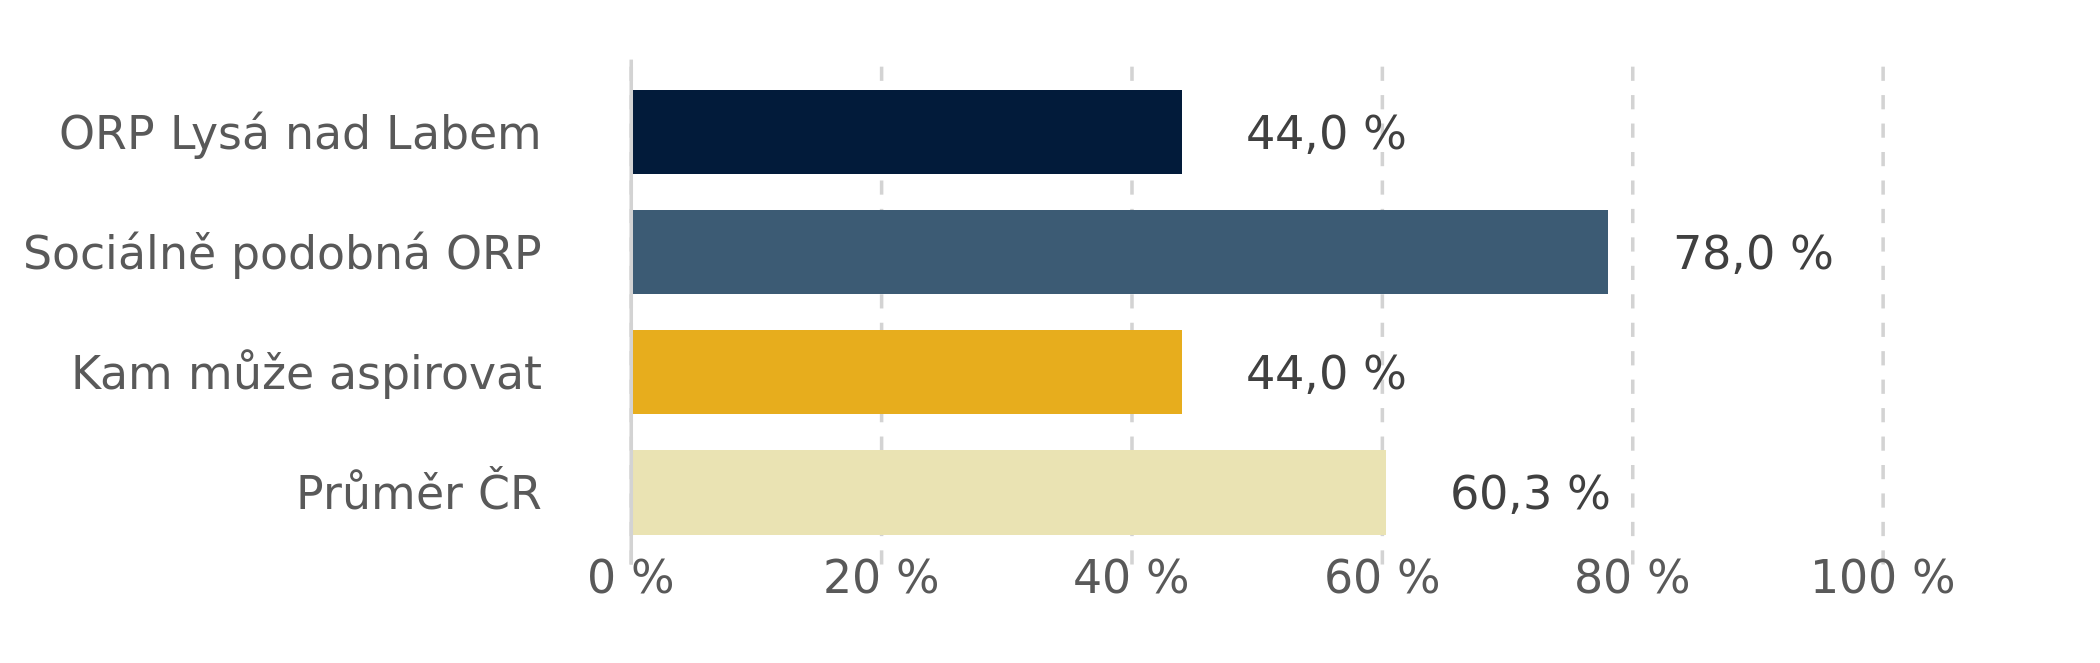 ORP Lysá nad Labem 44,0 %
Sociálně podobná ORP 78,0 %
Kam může aspirovat 44,0 %
Průměr ČR 60,3 %
0 % 20 % 40 % 60 % 80 % 100 %